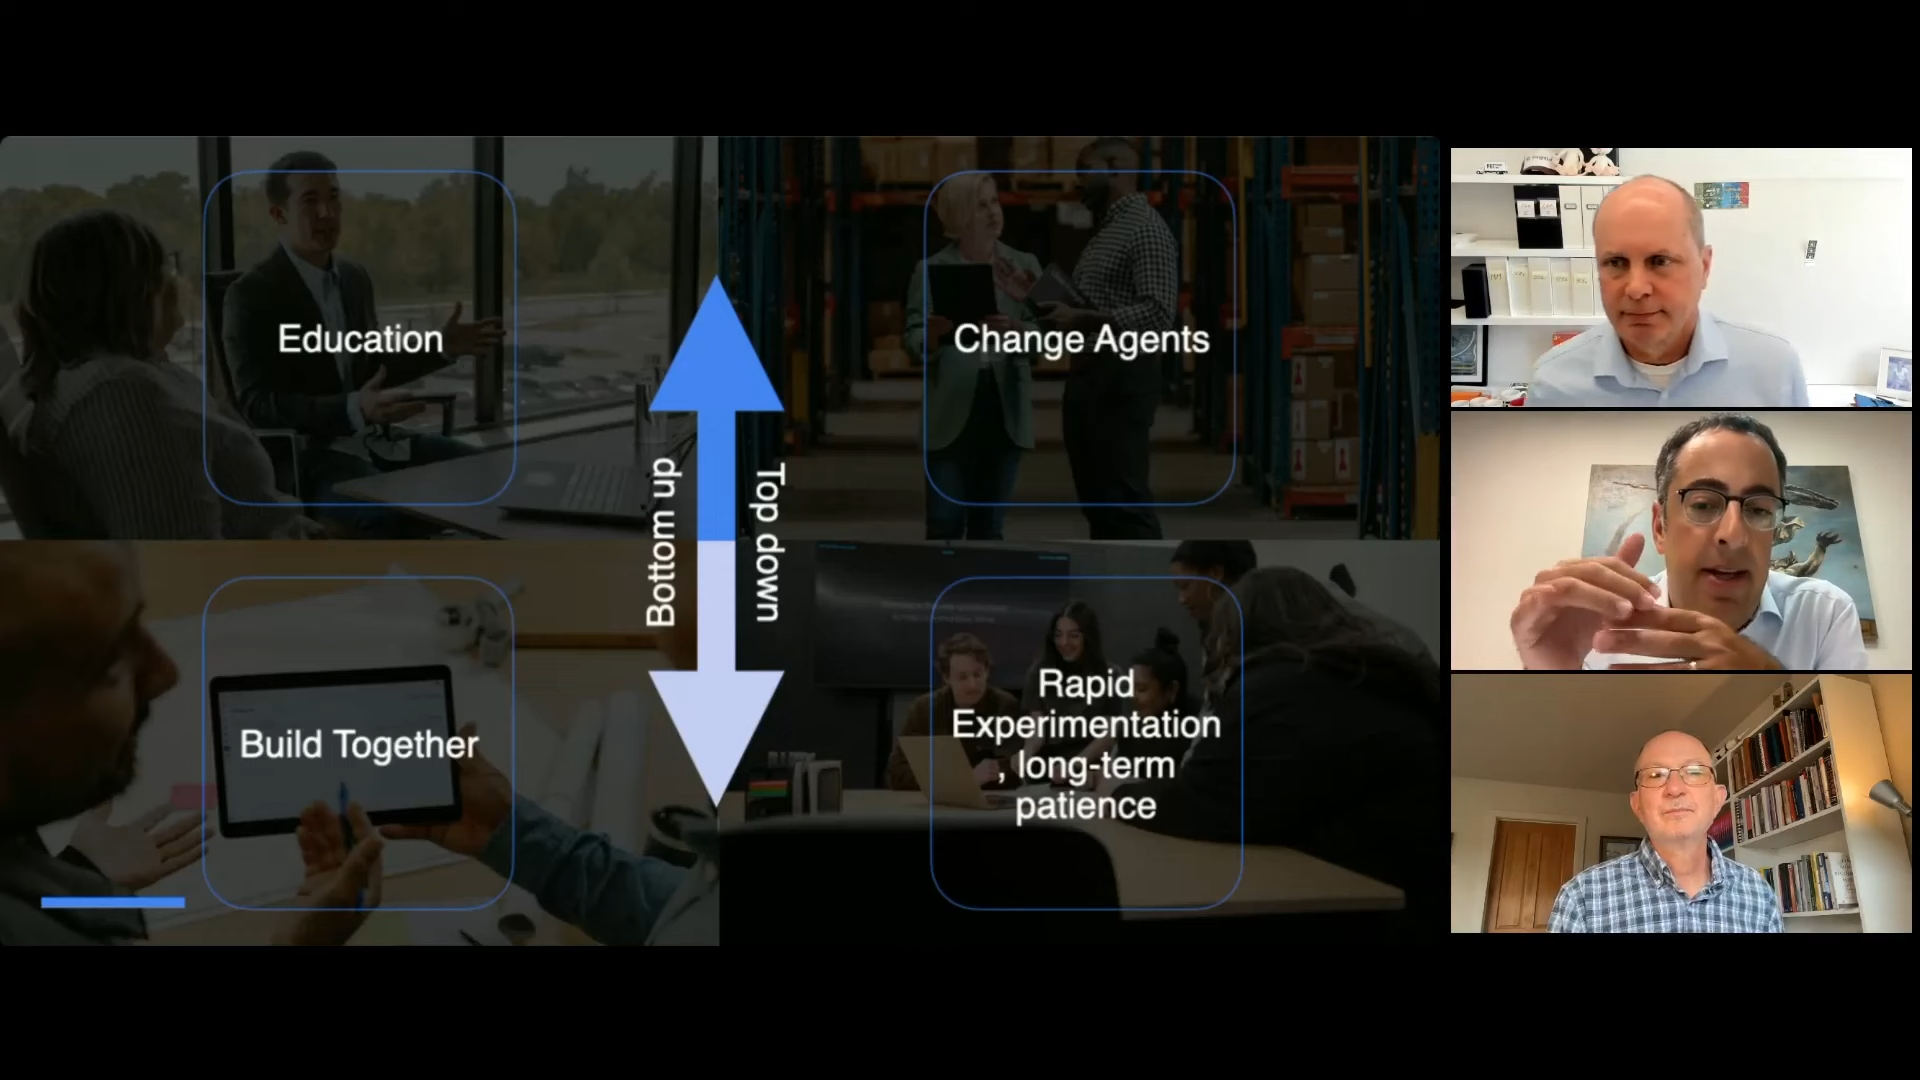 Education
Change Agents
Bottom up
Top down
Build Together
Rapid
Experimentation
, long-term
patience